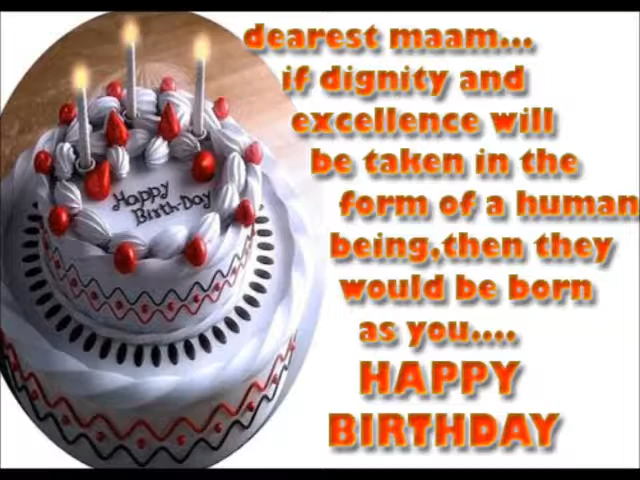 dearest maam...
if dignity and
excellence will
be taken in the
form of a human
being,then they
would be born
as you....
HAPPY
BIRTHDAY
Happy
Birth-Day